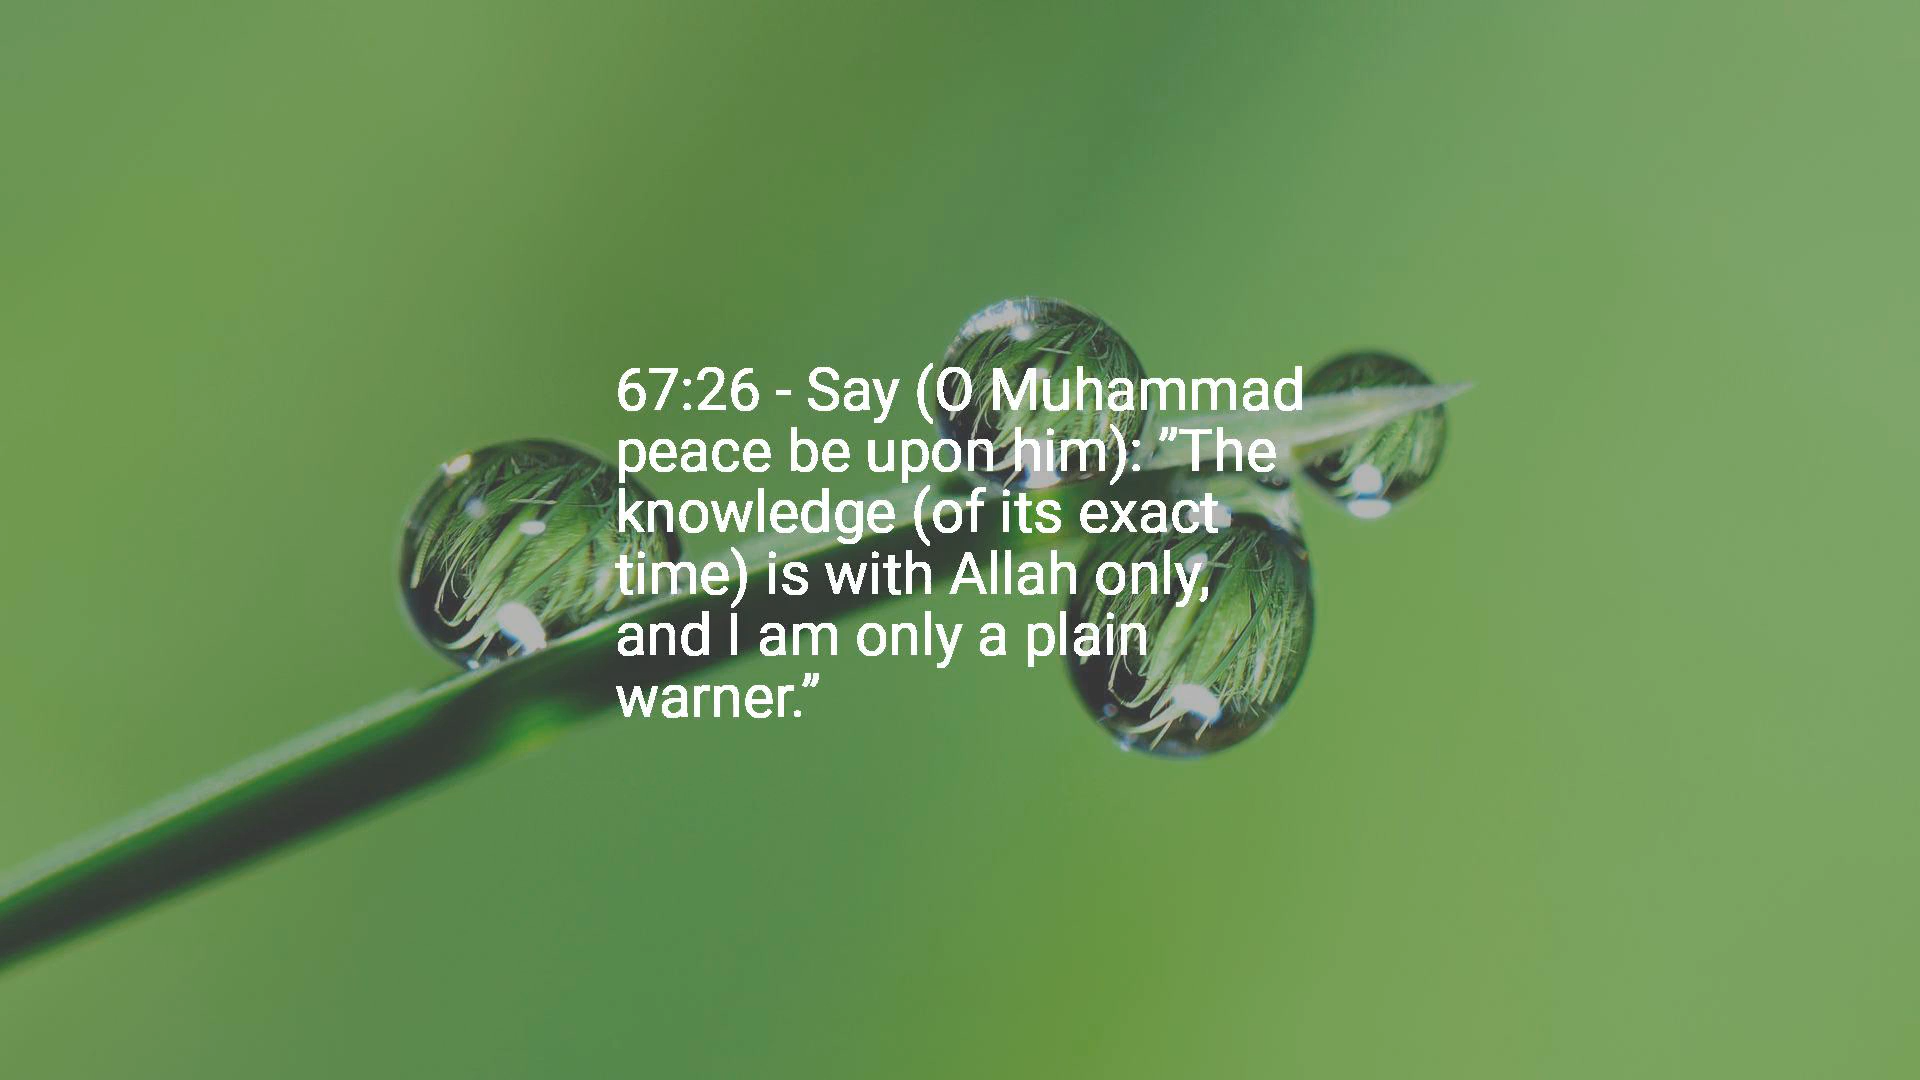 67:26 - Say (O Muhammad
peace be upon him): ”The
knowledge (of its exact
time) is with Allah only,
and I am only a plain
warner.”